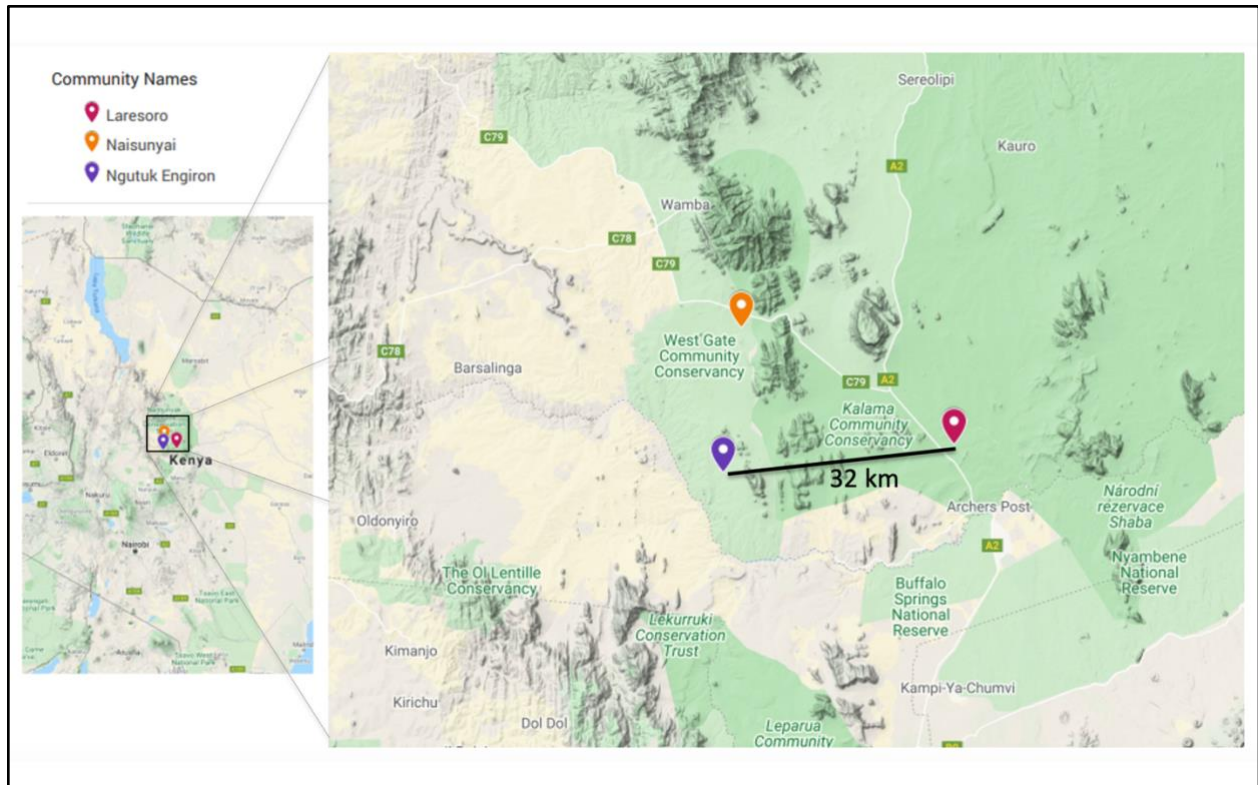 Community Names
Laresoro
Naisunyai
Ngutuk Engiron
Kenya
Nairobi
Nakuru
Marsabit
Sereolipi
C79
A2
Kauro
Wamba
C78
C79
C78
West Gate
Community
Conservancy
Barsalinga
C79
A2
Kalama
Community
Conservancy
32 km
Archers Post
Národní
rezervace
Shaba
Oldonyiro
A2
Nyambene
National
Reserve
The Ol Lentille
Conservancy
Buffalo
Springs
National
Reserve
Lekurruki
Conservation
Trust
Kimanjo
Kampi-Ya-Chumvi
Kirichu
Dol Dol
Leparua
Community